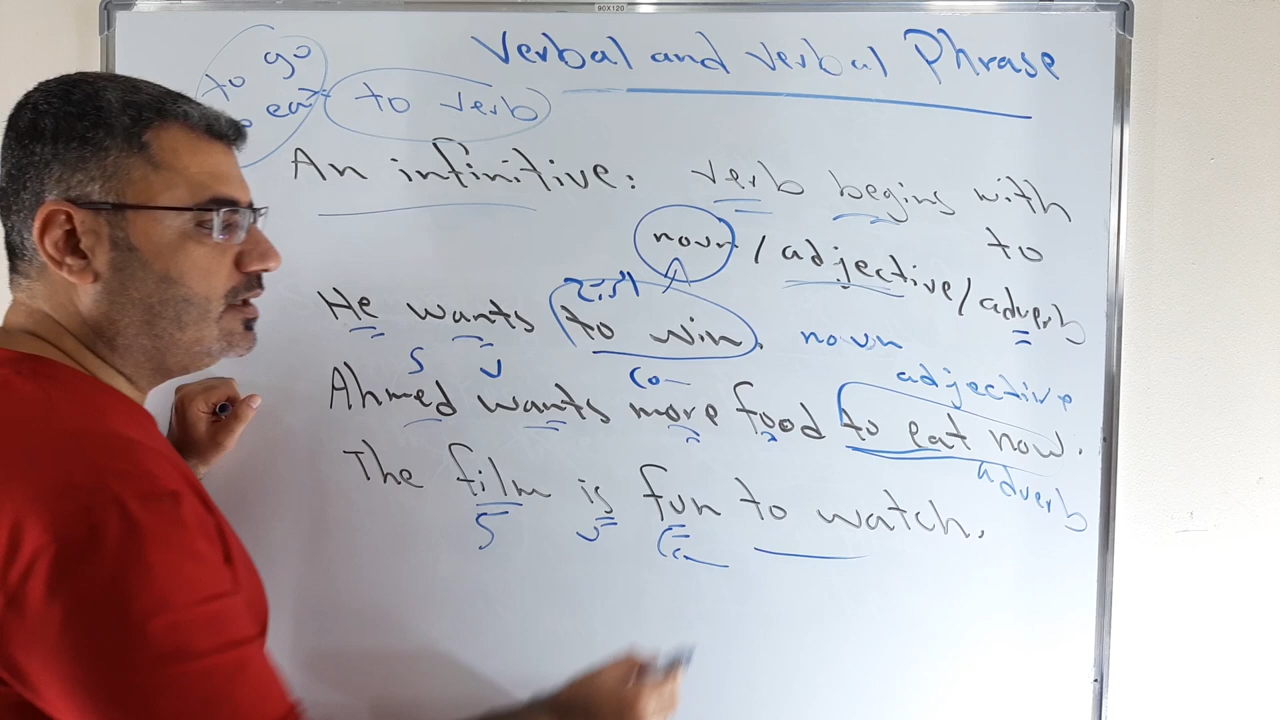 90X120
Verbal and verbal Phrase
to go
eat
to verb
An infinitive: verb begins with
to
noun / adjective / adverb
He wants to win. noun
S v Co
adjective
Ahmed wants more food to eat now.
adverb
The film is fun to watch.
S v